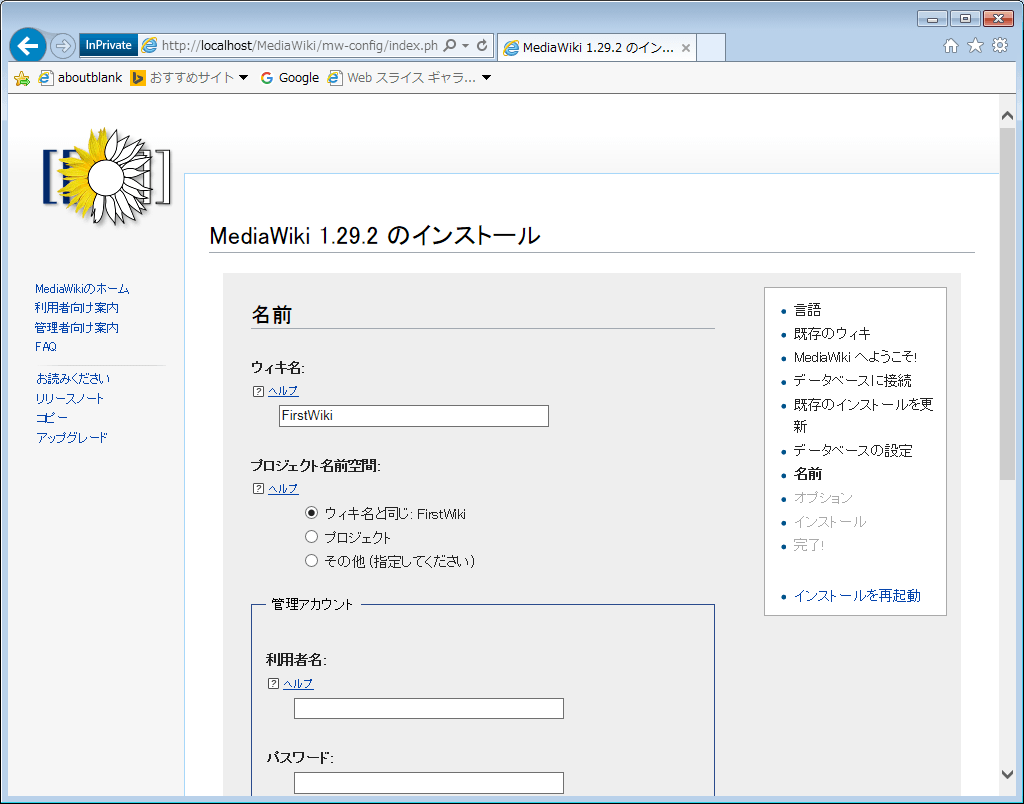 InPrivate
http://localhost/MediaWiki/mw-config/index.ph
MediaWiki 1.29.2 のイン...
aboutblank
おすすめサイト
Google
Web スライス ギャラ...
MediaWiki 1.29.2 のインストール
MediaWikiのホーム
利用者向け案内
管理者向け案内
FAQ
お読みください
リリースノート
コピー
アップグレード
名前
ウィキ名:
? ヘルプ
FirstWiki
プロジェクト名前空間:
? ヘルプ
ウィキ名と同じ: FirstWiki
プロジェクト
その他 (指定してください)
管理アカウント
利用者名:
? ヘルプ
パスワード:
言語
既存のウィキ
MediaWiki へようこそ!
データベースに接続
既存のインストールを更
新
データベースの設定
名前
オプション
インストール
完了!
インストールを再起動